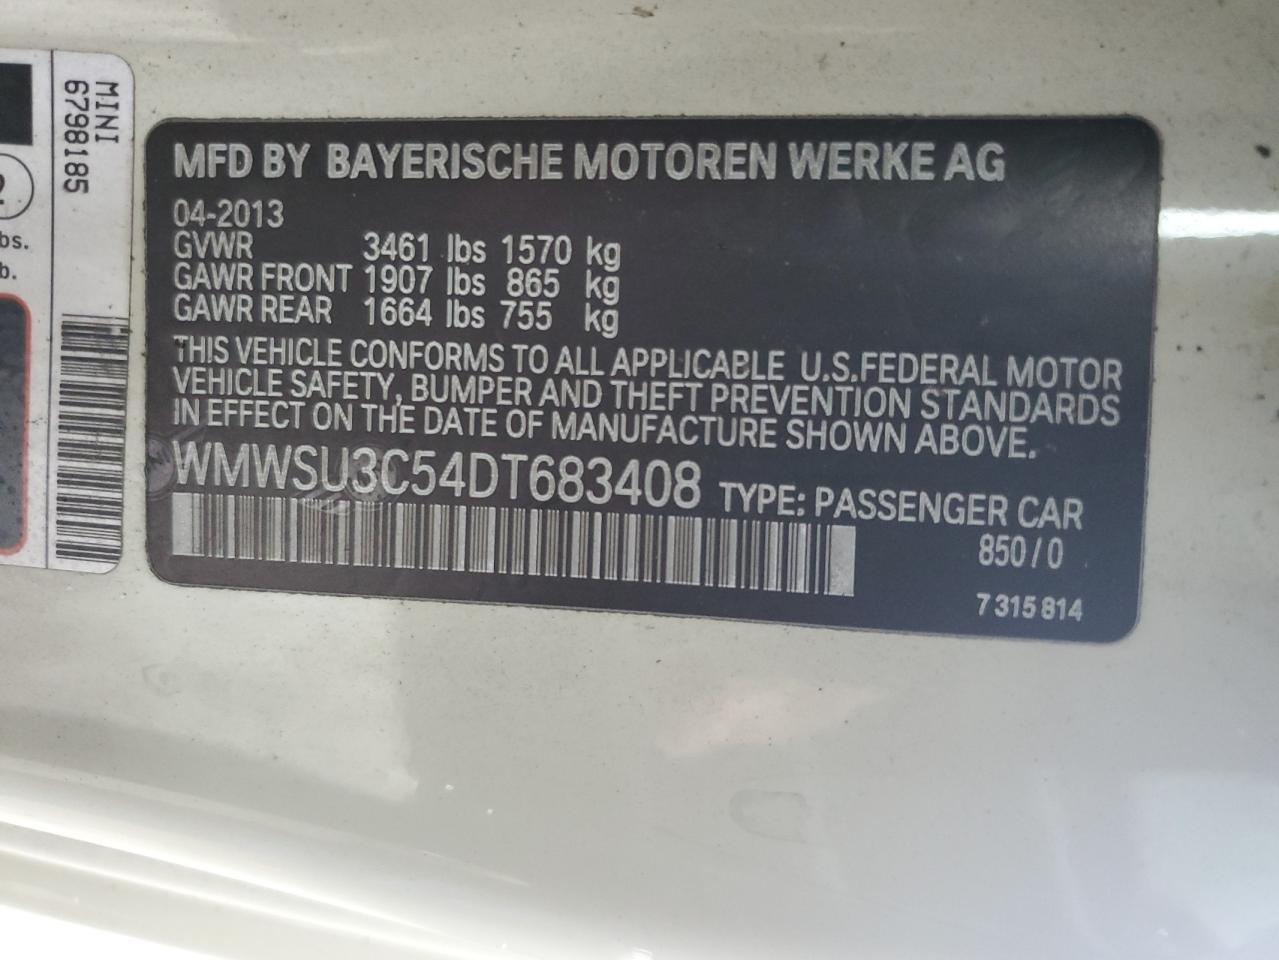 MINI
6798185
2
bs.
b.
MFD BY BAYERISCHE MOTOREN WERKE AG
04-2013
GVWR 3461 lbs 1570 kg
GAWR FRONT 1907 lbs 865 kg
GAWR REAR 1664 lbs 755 kg
THIS VEHICLE CONFORMS TO ALL APPLICABLE U.S.FEDERAL MOTOR
VEHICLE SAFETY, BUMPER AND THEFT PREVENTION STANDARDS
IN EFFECT ON THE DATE OF MANUFACTURE SHOWN ABOVE.
WMWSU3C54DT683408 TYPE: PASSENGER CAR
850/0
7 315 814